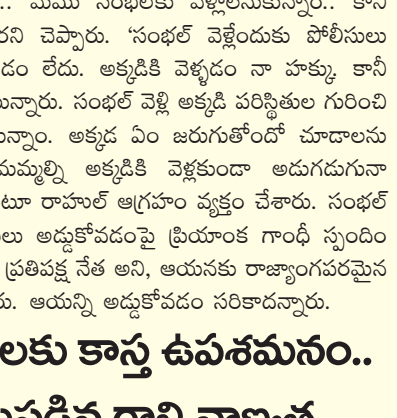 మేము సంభల్‌కు వెళ్లాలనుకున్నాం.. కానీ
రని చెప్పారు. 'సంభల్ వెళ్లేందుకు పోలీసులు
డం లేదు. అక్కడికి వెళ్ళడం నా హక్కు. కానీ
న్నారు. సంభల్ వెళ్లి అక్కడి పరిస్థితుల గురించి
న్నాం. అక్కడ ఏం జరుగుతోందో చూడాలను
మమ్మల్ని అక్కడికి వెళ్లకుండా అడుగడుగునా
టూ రాహుల్ ఆగ్రహం వ్యక్తం చేశారు. సంభల్
లు అడ్డుకోవడంపై ప్రియాంక గాంధీ స్పందిం
ప్రతిపక్ష నేత అని, ఆయనకు రాజ్యాంగపరమైన
రు. ఆయన్ని అడ్డుకోవడం సరికాదన్నారు.
లకు కాస్త ఉపశమనం..